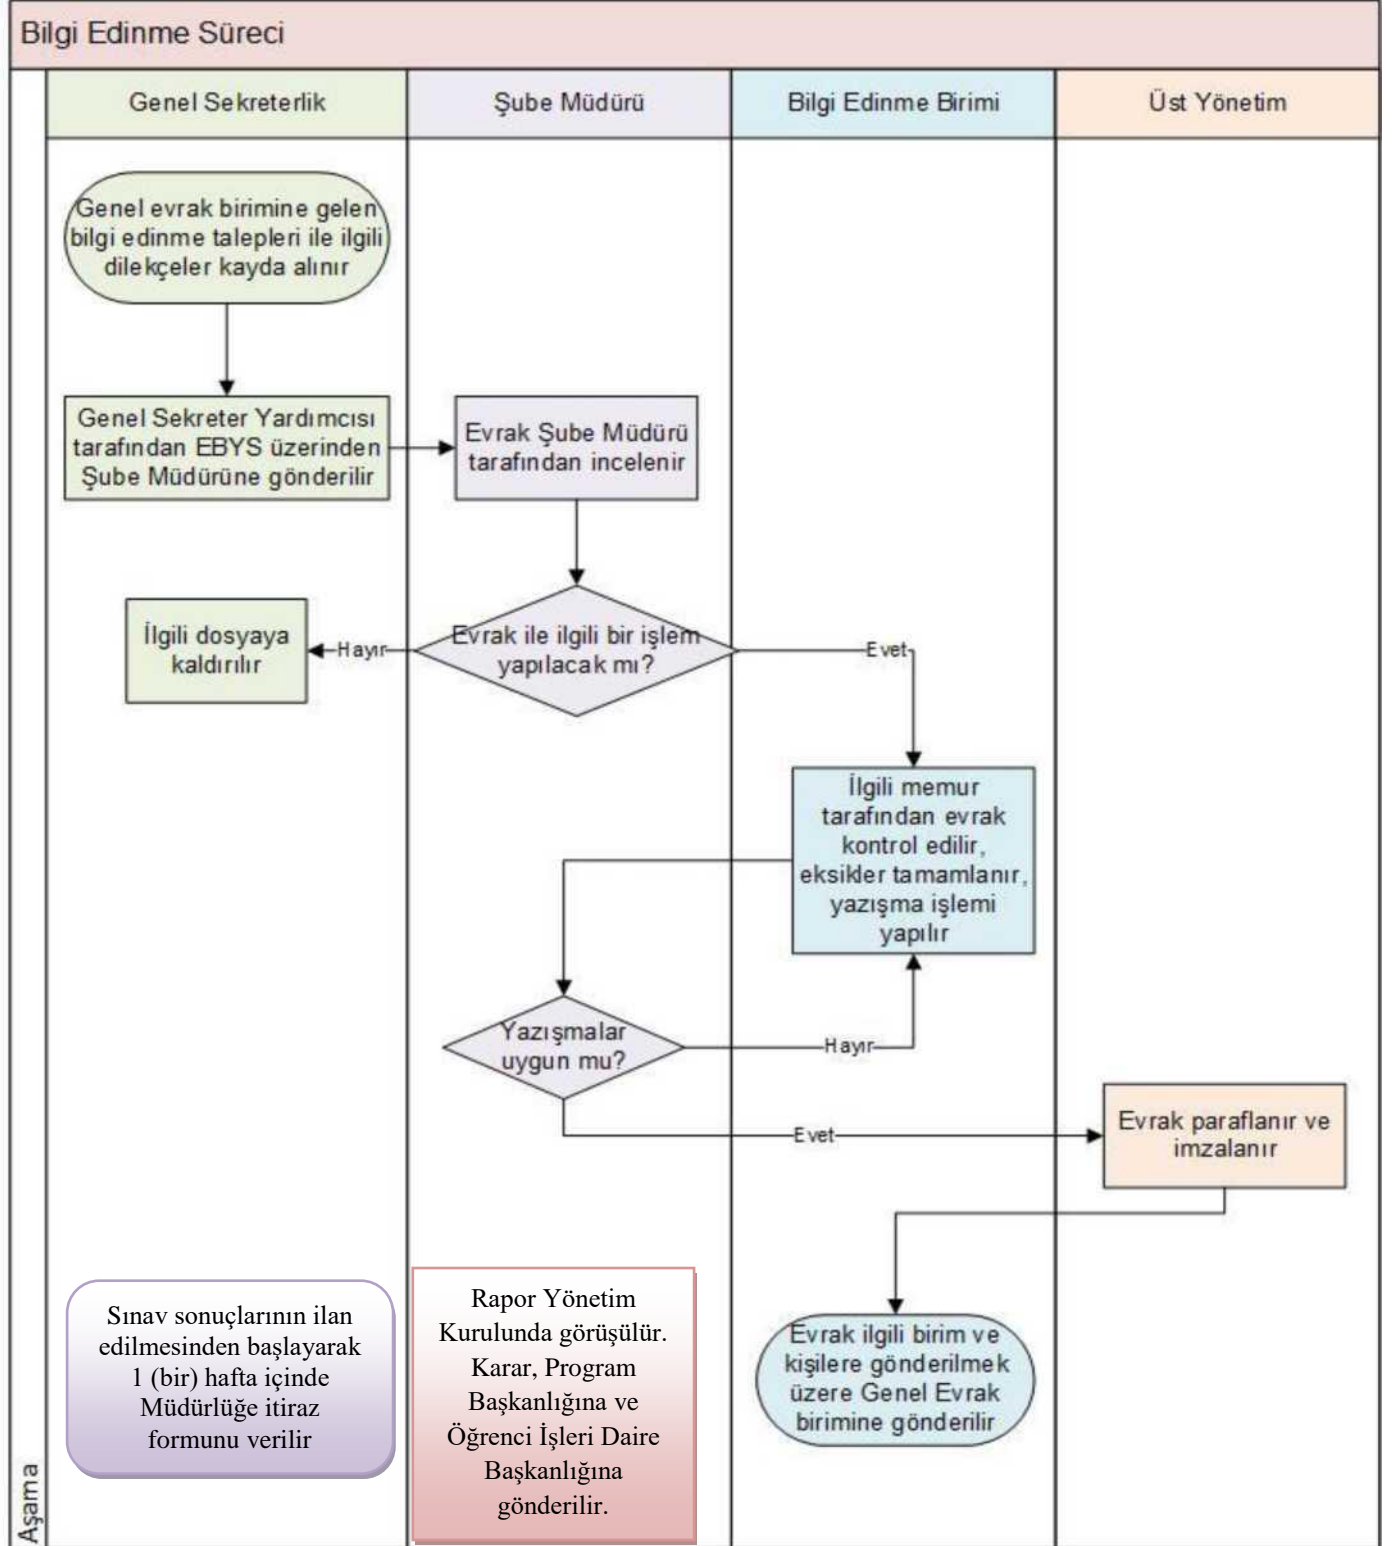 Bilgi Edinme Süreci
Genel Sekreterlik
Şube Müdürü
Bilgi Edinme Birimi
Üst Yönetim
Genel evrak birimine gelen
bilgi edinme talepleri ile ilgili
dilekçeler kayda alınır
Genel Sekreter Yardımcısı
tarafından EBYS üzerinden
Şube Müdürüne gönderilir
Evrak Şube Müdürü
tarafından incelenir
İlgili dosyaya
kaldırılır
Hayır
Evrak ile ilgili bir işlem
yapılacak mı?
Evet
İlgili memur
tarafından evrak
kontrol edilir,
eksikler tamamlanır,
yazışma işlemi
yapılır
Yazışmalar
uygun mu?
Hayır
Evet
Evrak paraflanır ve
imzalanır
Sınav sonuçlarının ilan
edilmesinden başlayarak
1 (bir) hafta içinde
Müdürlüğe itiraz
formunu verilir
Rapor Yönetim
Kurulunda görüşülür.
Karar, Program
Başkanlığına ve
Öğrenci İşleri Daire
Başkanlığına
gönderilir.
Evrak ilgili birim ve
kişilere gönderilmek
üzere Genel Evrak
birimine gönderilir
Aşama